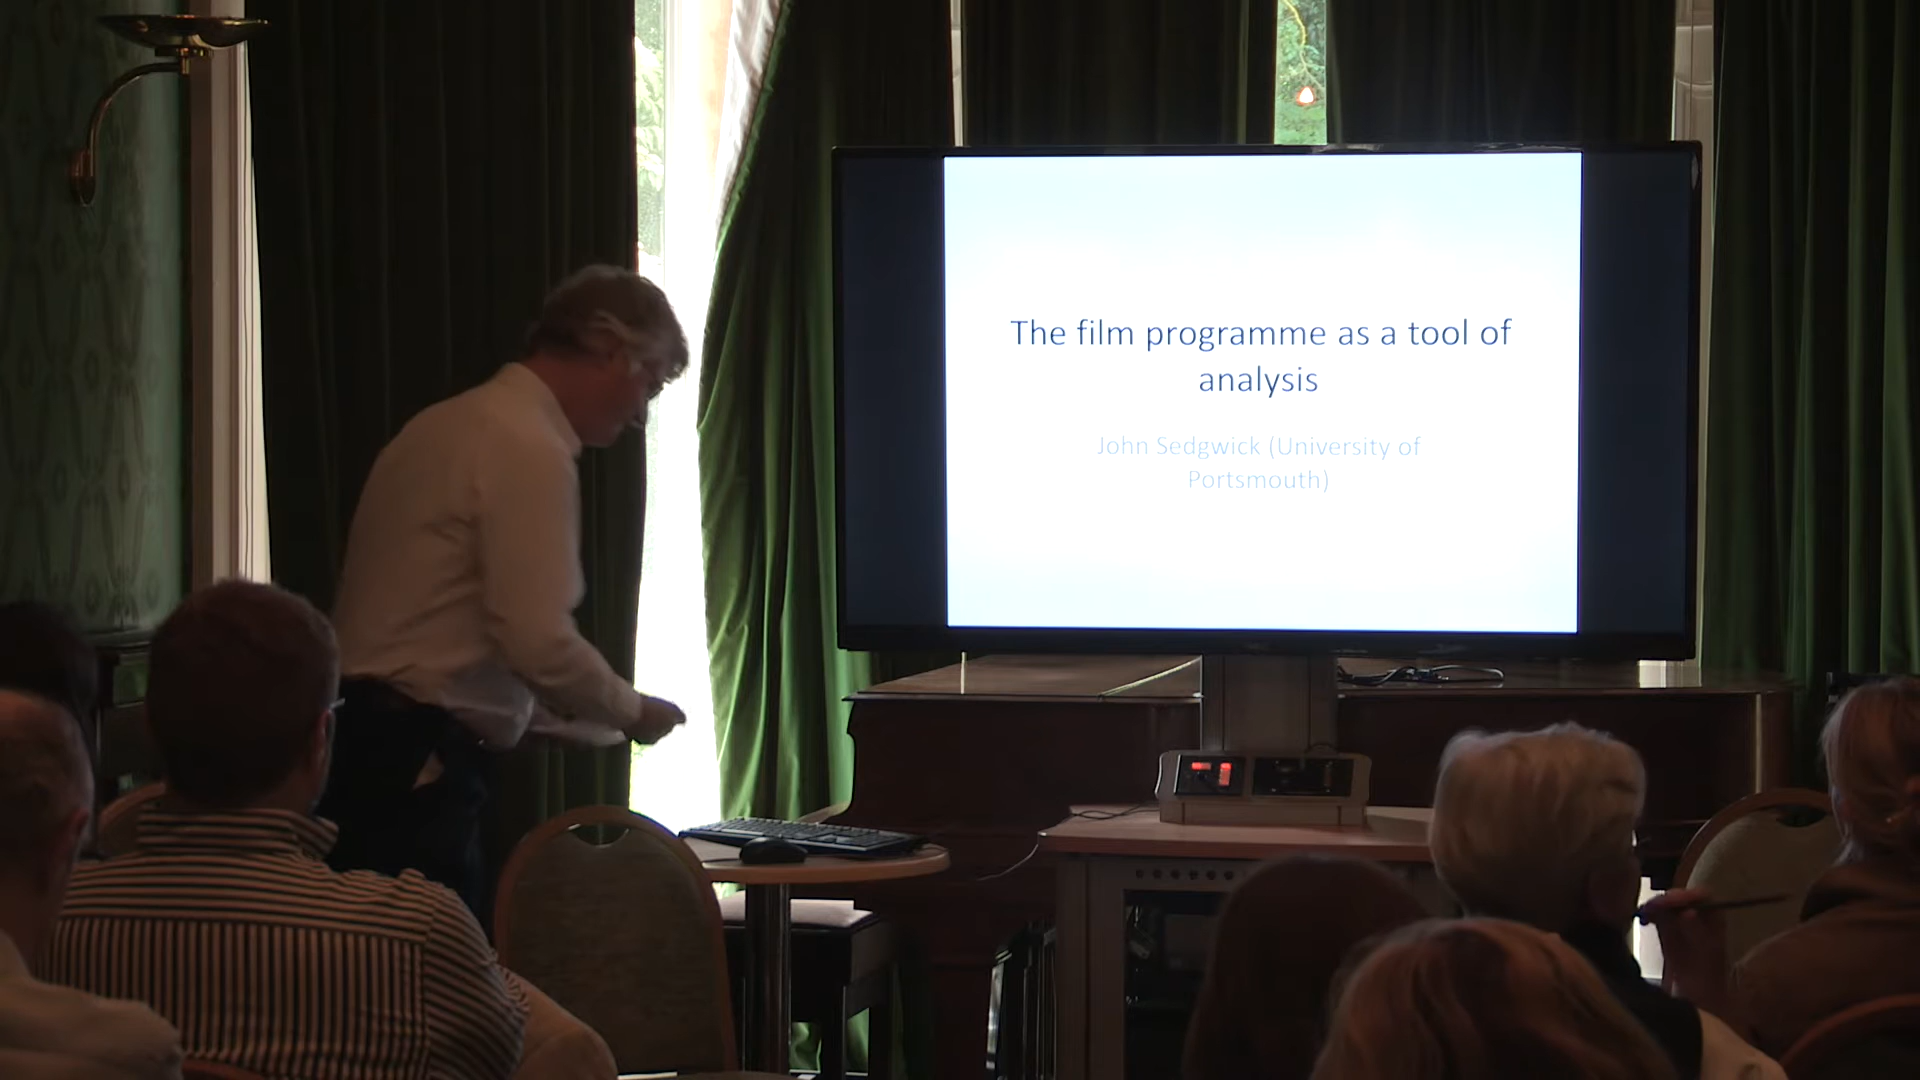 The film programme as a tool of
analysis
John Sedgwick (University of
Portsmouth)